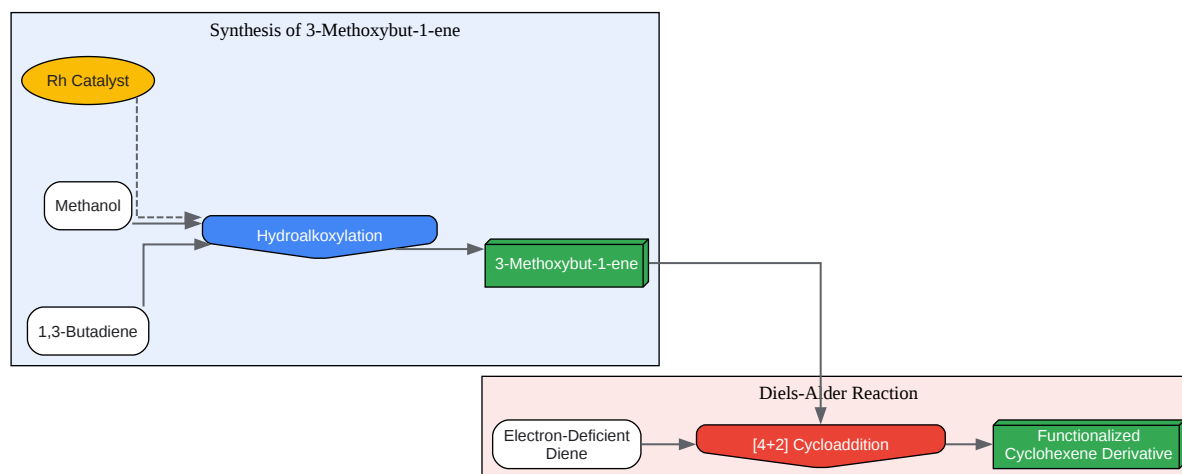 Synthesis of 3-Methoxybut-1-ene
Rh Catalyst
Methanol
Hydroalkoxylation
3-Methoxybut-1-ene
1,3-Butadiene
Diels-Alder Reaction
Electron-Deficient
Diene
[4+2] Cycloaddition
Functionalized
Cyclohexene Derivative